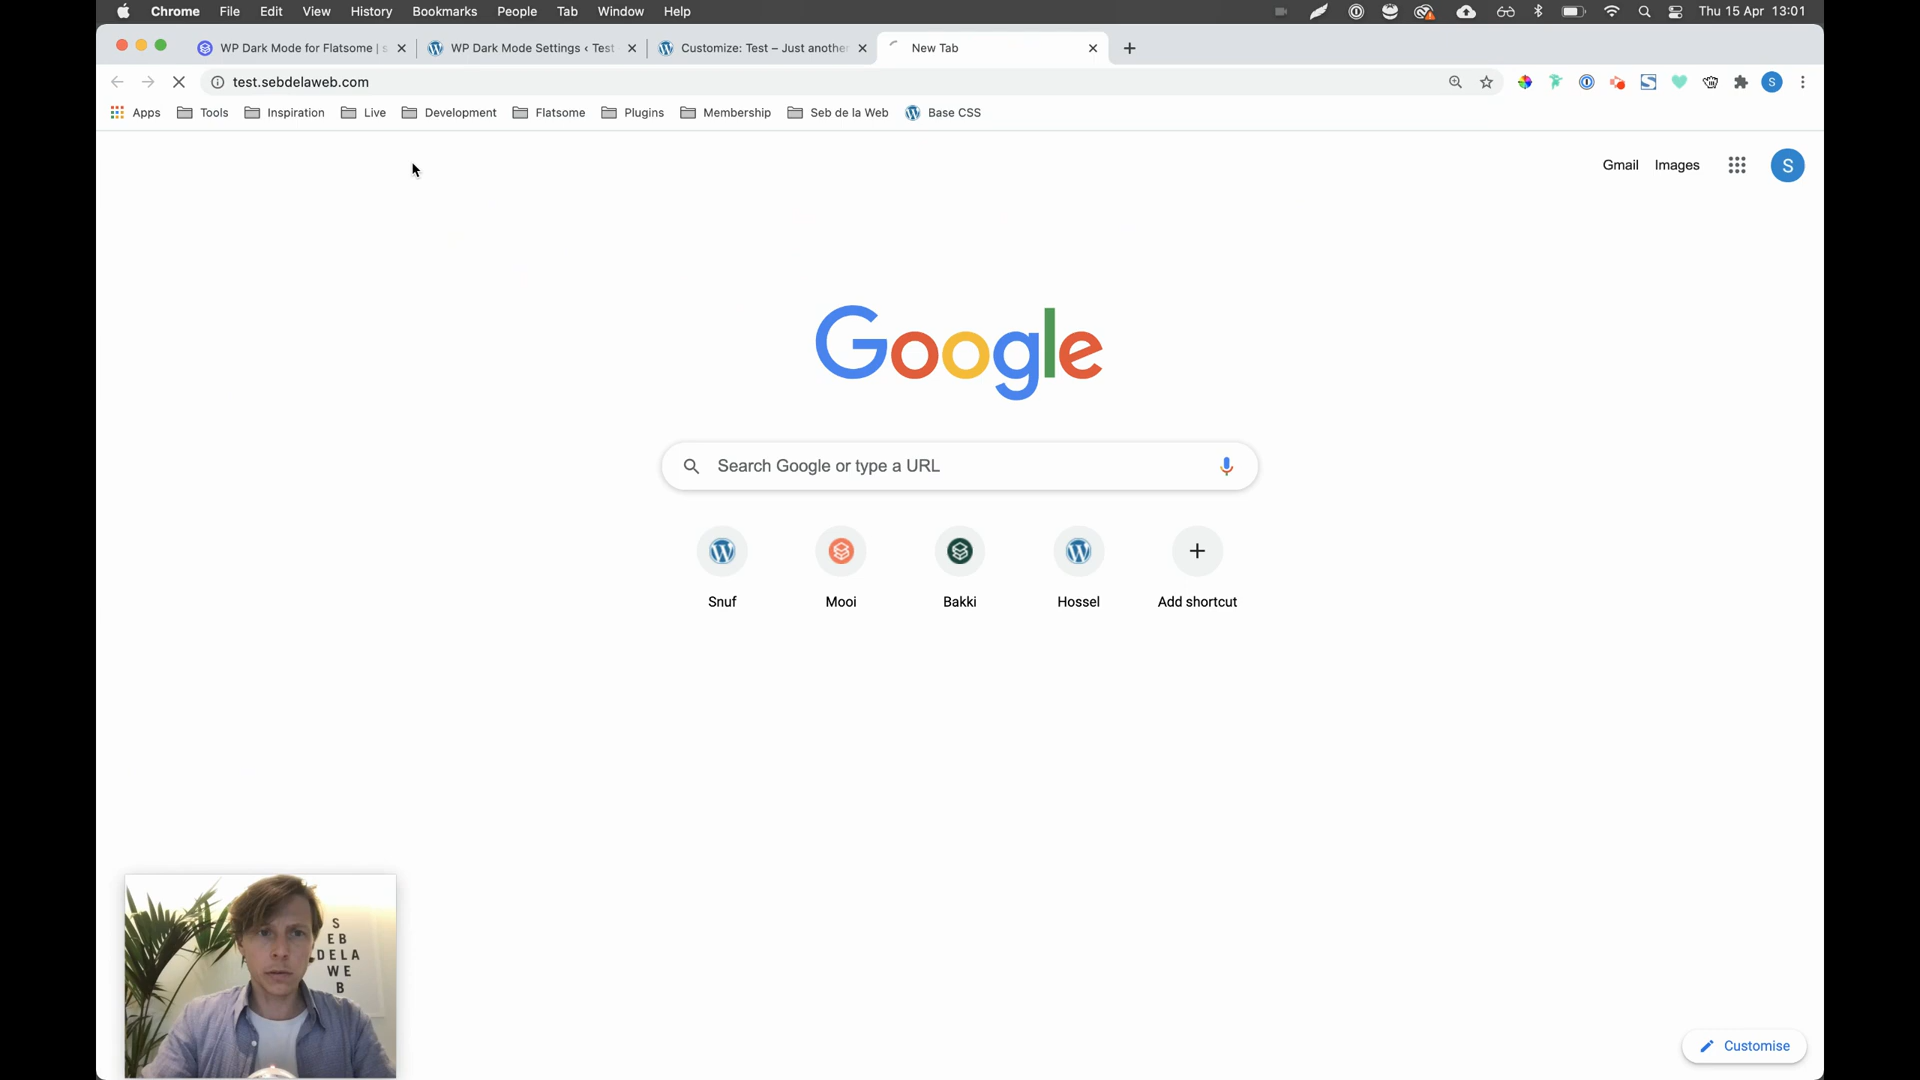 Chrome File Edit View History Bookmarks People Tab Window Help Thu 15 Apr 13:01
WP Dark Mode for Flatsome | s WP Dark Mode Settings ‹ Test Customize: Test – Just another New Tab
test.sebdelaweb.com S
Apps Tools Inspiration Live Development Flatsome Plugins Membership Seb de la Web Base CSS
Gmail Images S
Google
Search Google or type a URL
Snuf Mooi Bakki Hossel Add shortcut
S
EB
DELA
WE
B
Customise